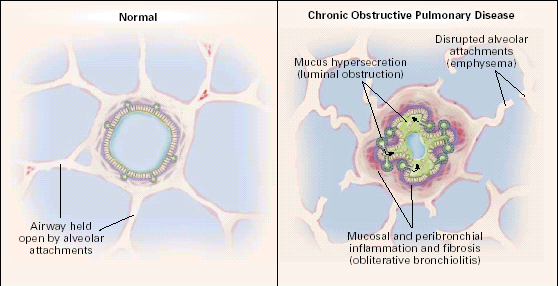 Normal
Airway held
open by alveolar
attachments
Chronic Obstructive Pulmonary Disease
Disrupted alveolar
attachments
(emphysema)
Mucus hypersecretion
(luminal obstruction)
Mucosal and peribronchial
inflammation and fibrosis
(obliterative bronchiolitis)